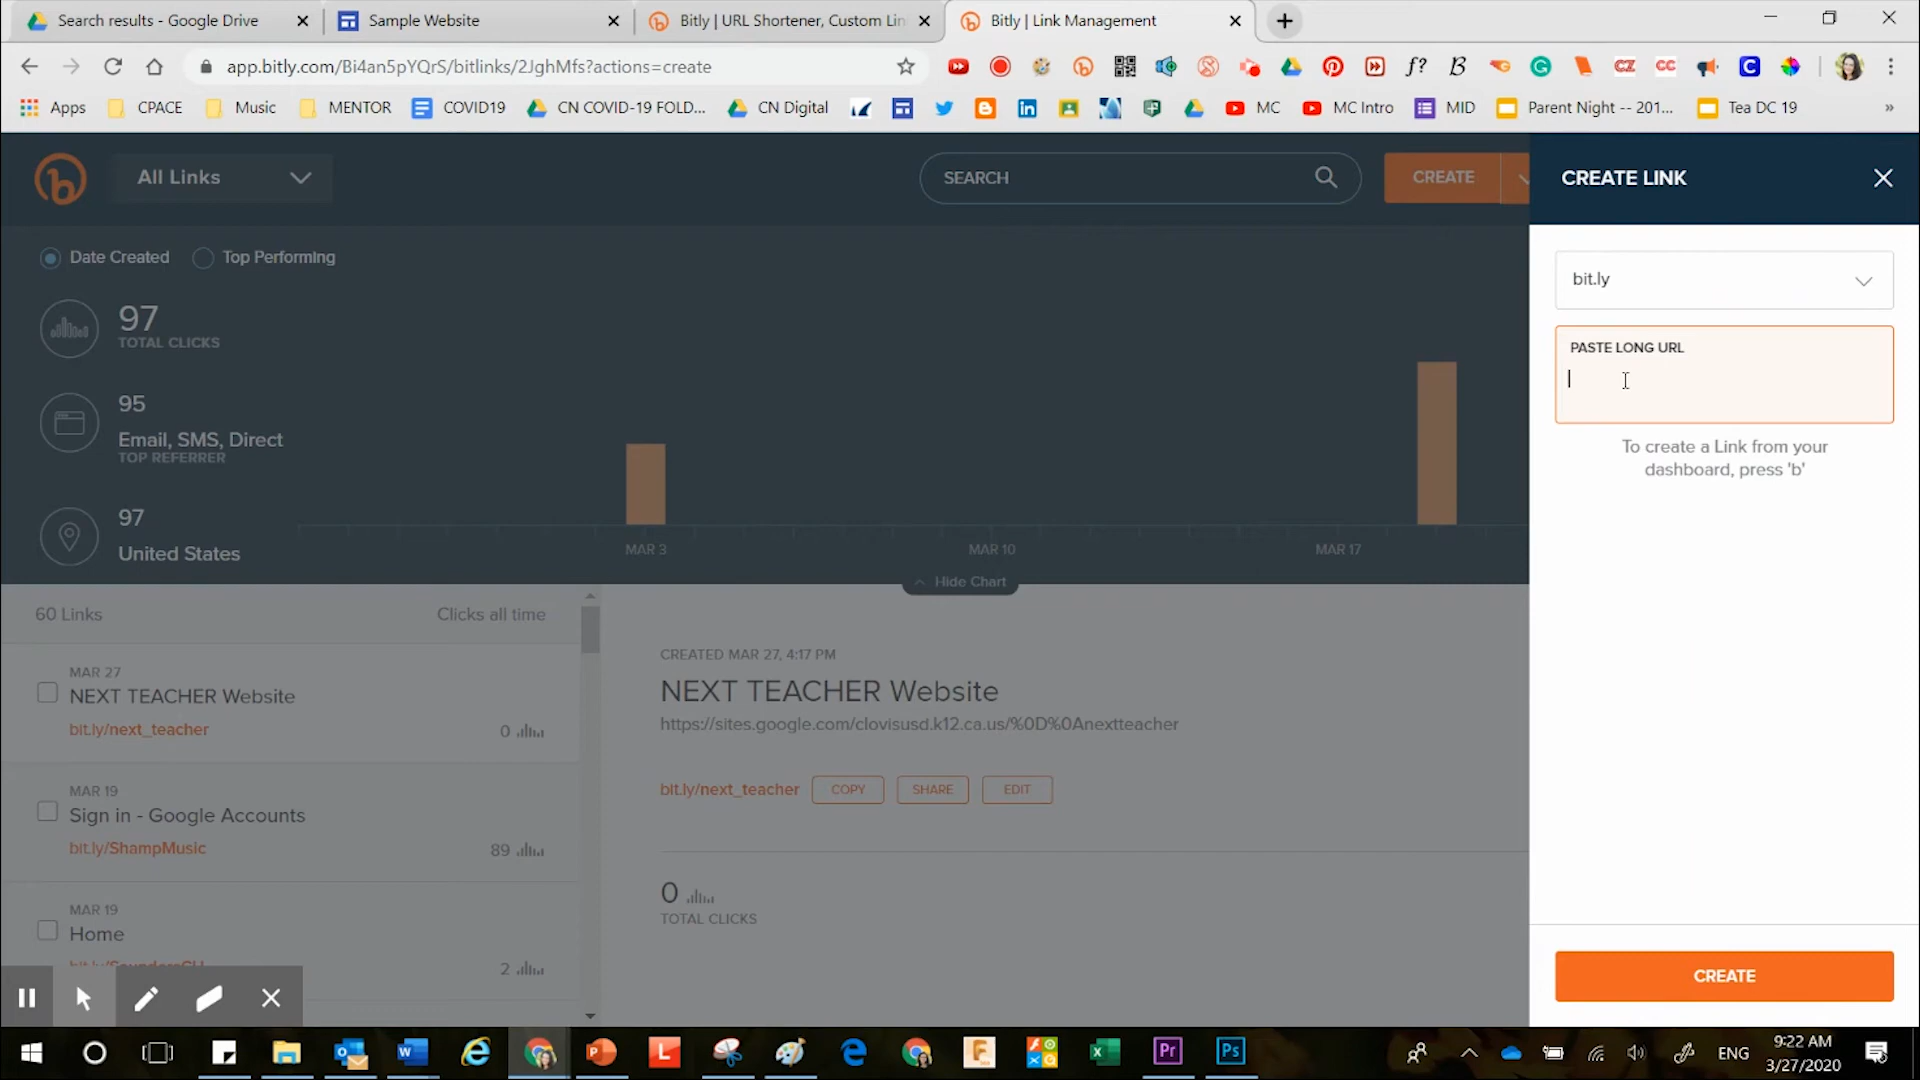 Search results - Google Drive
Sample Website
Bitly | URL Shortener, Custom Lin
Bitly | Link Management
app.bitly.com/Bi4an5pYQrS/bitlinks/2JghMfs?actions=create
Apps
CPACE
Music
MENTOR
COVID19
CN COVID-19 FOLD...
CN Digital
MC
MC Intro
MID
Parent Night -- 201...
Tea DC 19
»
All Links
SEARCH
CREATE
CREATE LINK
Date Created
Top Performing
bit.ly
97
TOTAL CLICKS
PASTE LONG URL
95
Email, SMS, Direct
TOP REFERRER
To create a Link from your
dashboard, press 'b'
97
United States
MAR 3
MAR 10
MAR 17
Hide Chart
60 Links
Clicks all time
MAR 27
NEXT TEACHER Website
bit.ly/next_teacher
0
MAR 19
Sign in - Google Accounts
bit.ly/ShampMusic
89
MAR 19
Home
2
CREATED MAR 27, 4:17 PM
NEXT TEACHER Website
https://sites.google.com/clovisusd.k12.ca.us/%0D%0Anextteacher
bit.ly/next_teacher
COPY
SHARE
EDIT
0
TOTAL CLICKS
CREATE
ENG
9:22 AM
3/27/2020